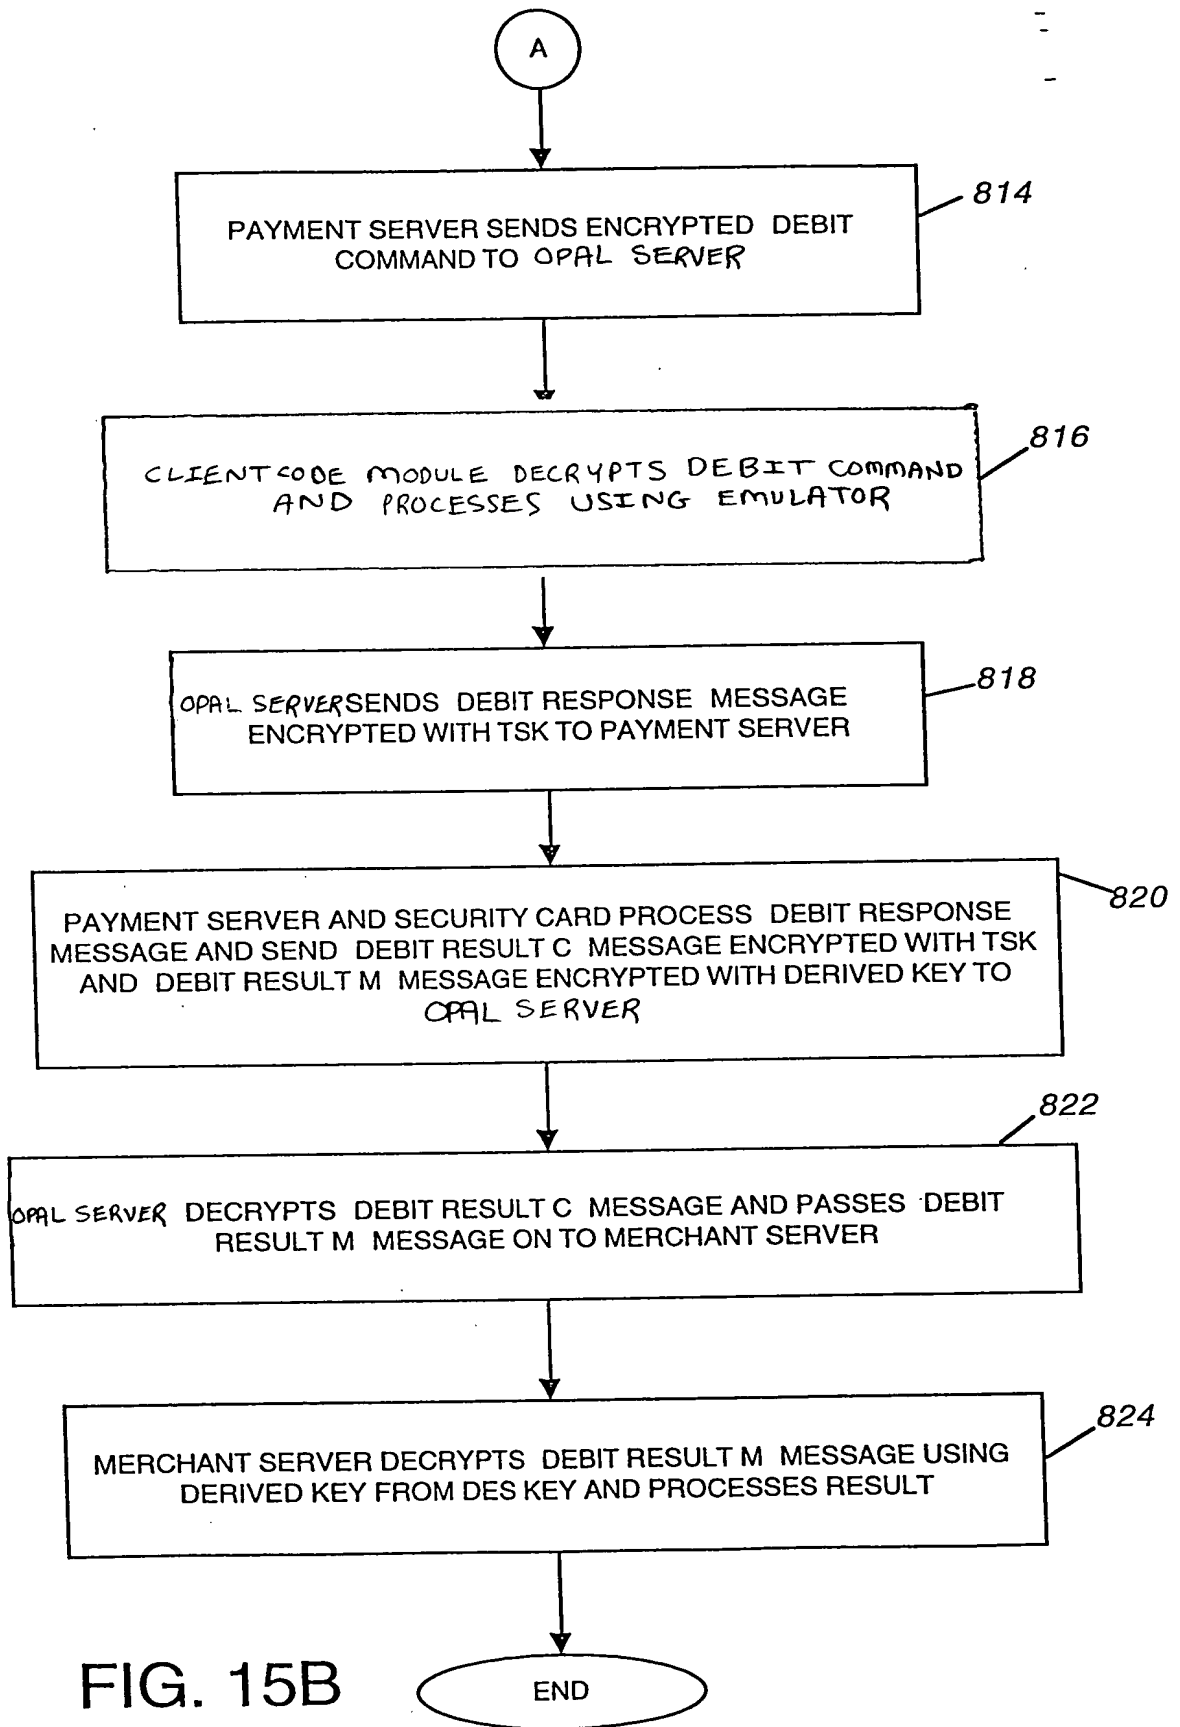 A
814
PAYMENT SERVER SENDS ENCRYPTED DEBIT
COMMAND TO OPAL SERVER
816
CLIENT CODE MODULE DECRYPTS DEBIT COMMAND
AND PROCESSES USING EMULATOR
818
OPAL SERVER SENDS DEBIT RESPONSE MESSAGE
ENCRYPTED WITH TSK TO PAYMENT SERVER
820
PAYMENT SERVER AND SECURITY CARD PROCESS DEBIT RESPONSE
MESSAGE AND SEND DEBIT RESULT C MESSAGE ENCRYPTED WITH TSK
AND DEBIT RESULT M MESSAGE ENCRYPTED WITH DERIVED KEY TO
OPAL SERVER
822
OPAL SERVER DECRYPTS DEBIT RESULT C MESSAGE AND PASSES DEBIT
RESULT M MESSAGE ON TO MERCHANT SERVER
824
MERCHANT SERVER DECRYPTS DEBIT RESULT M MESSAGE USING
DERIVED KEY FROM DES KEY AND PROCESSES RESULT
END
FIG. 15B